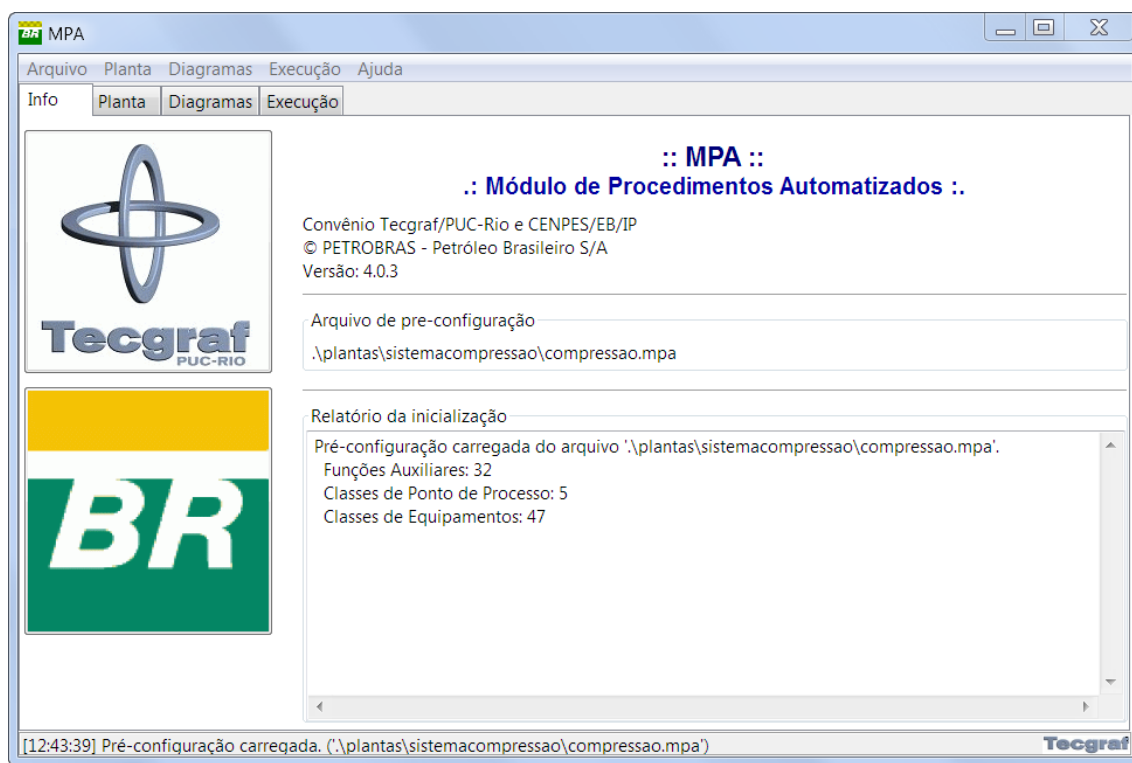 BR MPA
Arquivo Planta Diagramas Execução Ajuda
Info Planta Diagramas Execução
:: MPA ::
.: Módulo de Procedimentos Automatizados :.
Convênio Tecgraf/PUC-Rio e CENPES/EB/IP
© PETROBRAS - Petróleo Brasileiro S/A
Versão: 4.0.3
Tecgraf
PUC-RIO
Arquivo de pre-configuração
.\plantas\sistemacompressao\compressao.mpa
BR
Relatório da inicialização
Pré-configuração carregada do arquivo '.\plantas\sistemacompressao\compressao.mpa'.
Funções Auxiliares: 32
Classes de Ponto de Processo: 5
Classes de Equipamentos: 47
[12:43:39] Pré-configuração carregada. ('.\plantas\sistemacompressao\compressao.mpa')
Tecgraf